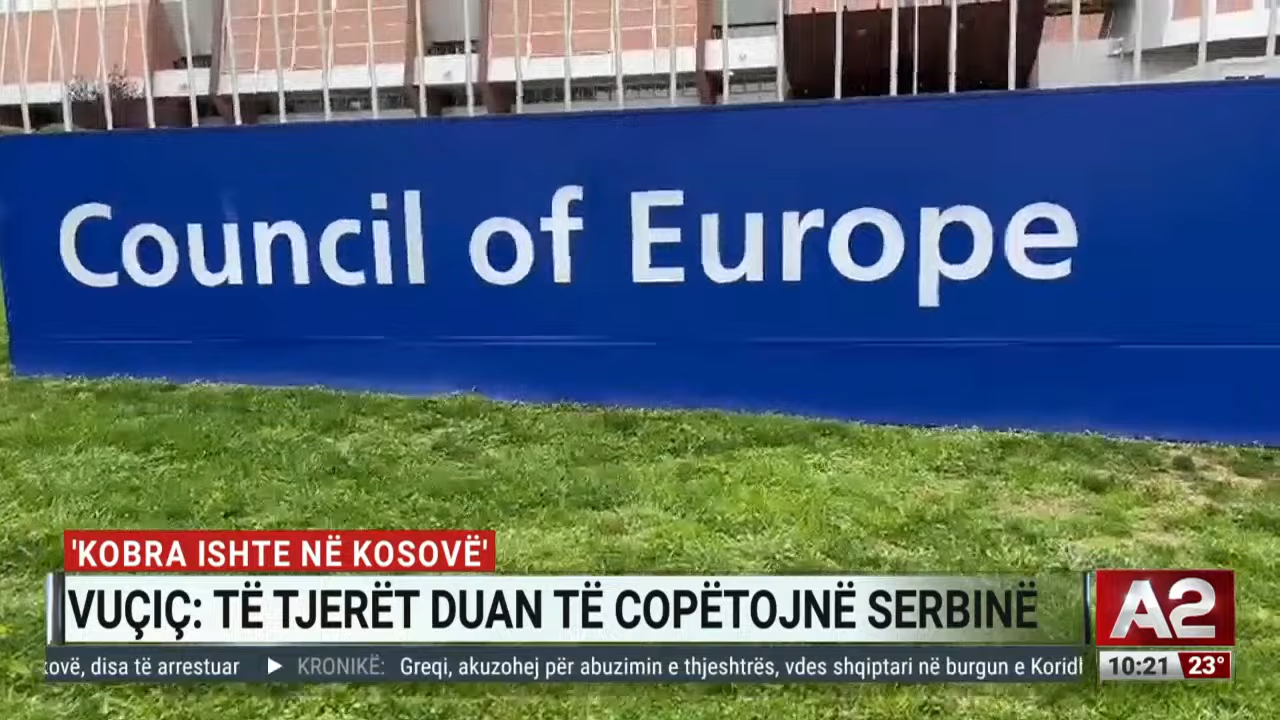 Council of Europe
'KOBRA ISHTE NË KOSOVË'
VUÇIÇ: TË TJERËT DUAN TË COPËTOJNË SERBINË
A2
ovë, disa të arrestuar ▶ KRONIKË: Greqi, akuzohej për abuzimin e thjeshtrës, vdes shqiptari në burgun e Korid
10:21 23°